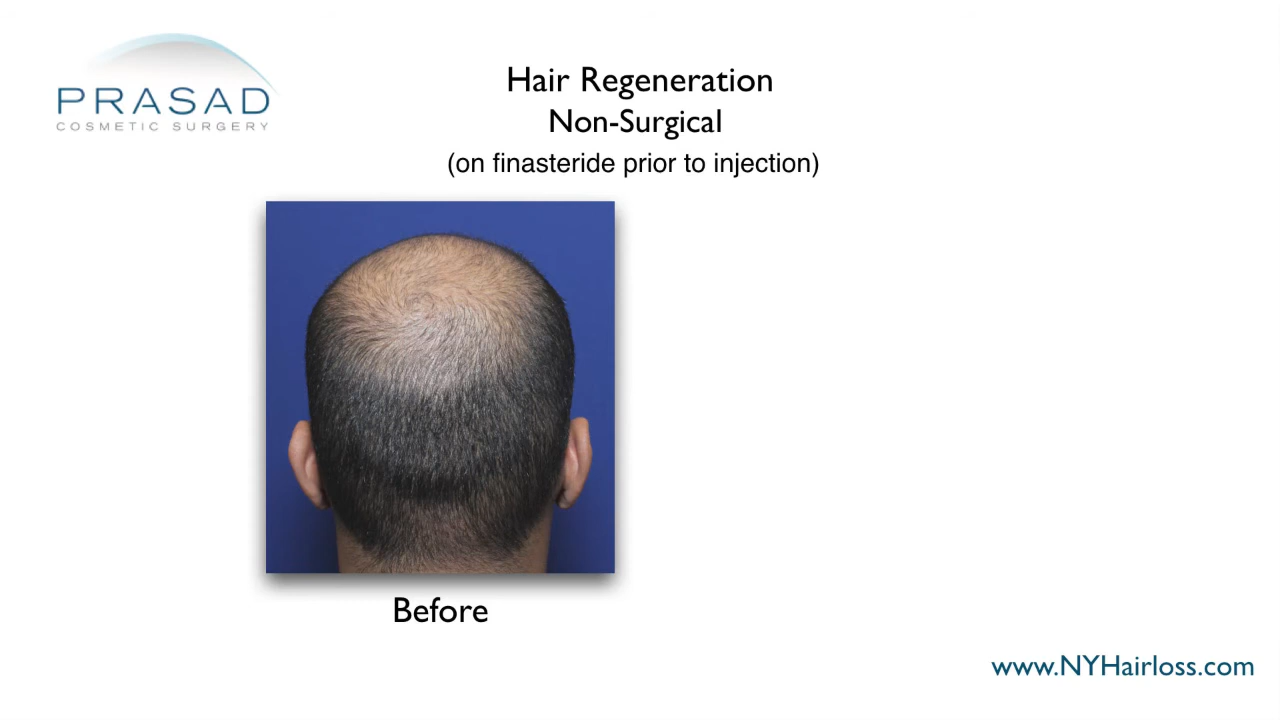 PRASAD
COSMETIC SURGERY
Hair Regeneration
Non-Surgical
(on finasteride prior to injection)
Before
www.NYHairloss.com